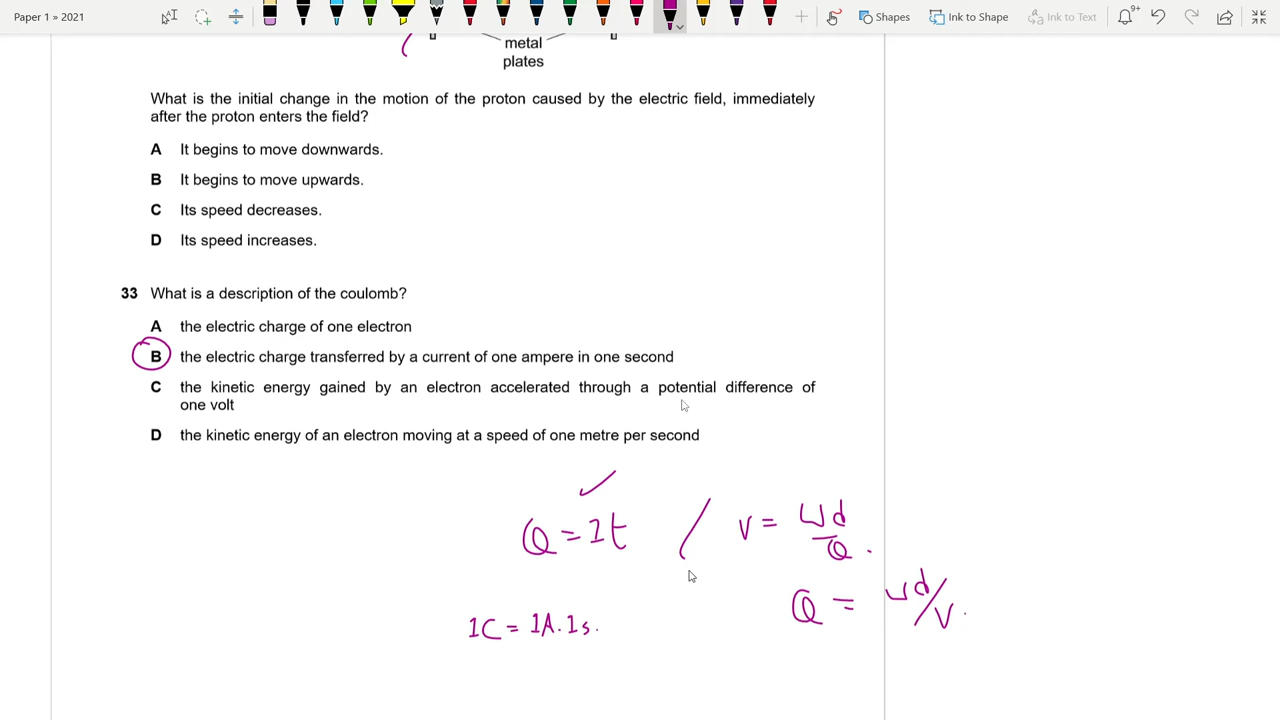 Paper 1 » 2021
Shapes
Ink to Shape
Ink to Text
9+
metal
plates
What is the initial change in the motion of the proton caused by the electric field, immediately
after the proton enters the field?
A It begins to move downwards.
B It begins to move upwards.
C Its speed decreases.
D Its speed increases.
33 What is a description of the coulomb?
A the electric charge of one electron
B the electric charge transferred by a current of one ampere in one second
C the kinetic energy gained by an electron accelerated through a potential difference of
one volt
D the kinetic energy of an electron moving at a speed of one metre per second
Q = It / V = Wd/Q.
Q = Wd/V.
1C = 1A.1s.